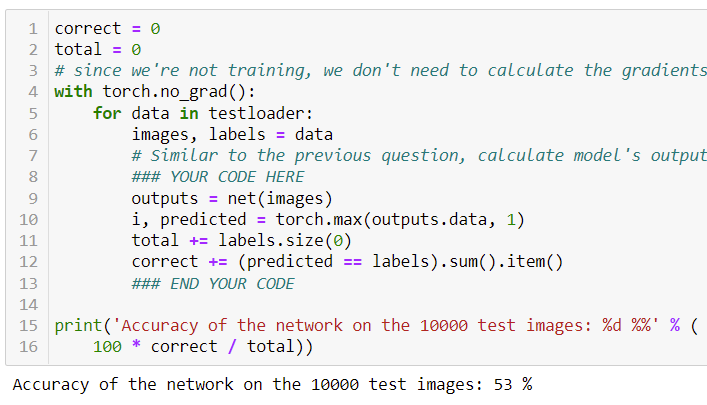 1 correct = 0
2 total = 0
3 # since we're not training, we don't need to calculate the gradients
4 with torch.no_grad():
5     for data in testloader:
6         images, labels = data
7         # Similar to the previous question, calculate model's output
8         ### YOUR CODE HERE
9         outputs = net(images)
10         i, predicted = torch.max(outputs.data, 1)
11         total += labels.size(0)
12         correct += (predicted == labels).sum().item()
13         ### END YOUR CODE
14
15 print('Accuracy of the network on the 10000 test images: %d %%' % (
16     100 * correct / total))
Accuracy of the network on the 10000 test images: 53 %